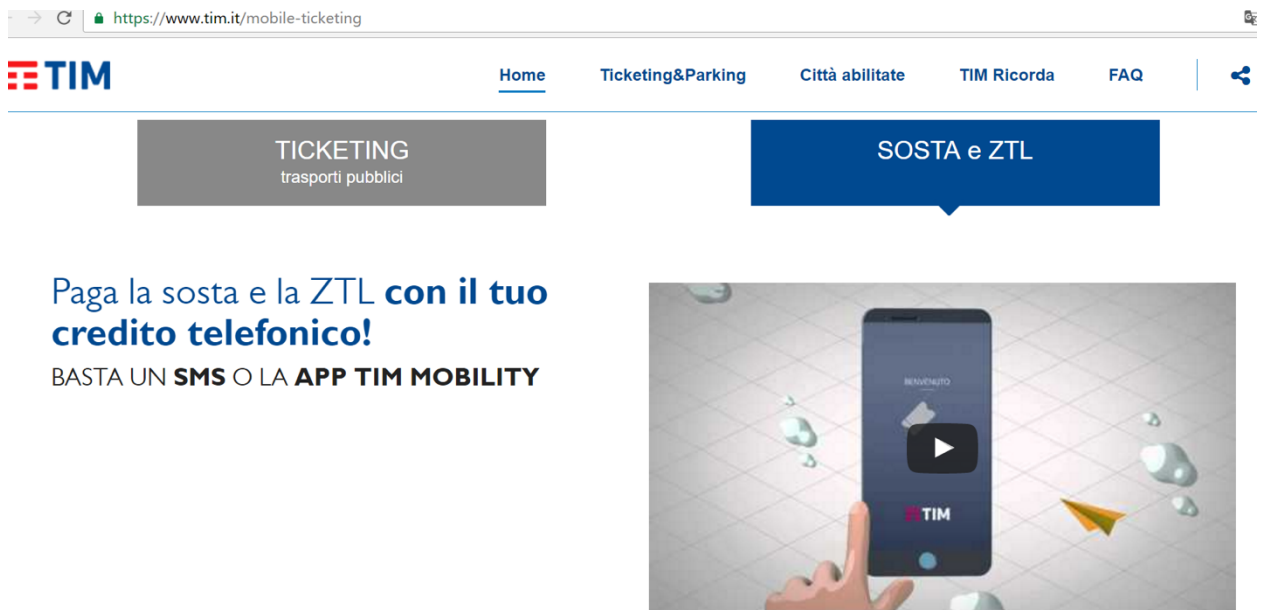 https://www.tim.it/mobile-ticketing
TIM
Home Ticketing&Parking Città abilitate TIM Ricorda FAQ
TICKETING
trasporti pubblici
SOSTA e ZTL
Paga la sosta e la ZTL con il tuo
credito telefonico!
BASTA UN SMS O LA APP TIM MOBILITY
BENVENUTO
TIM